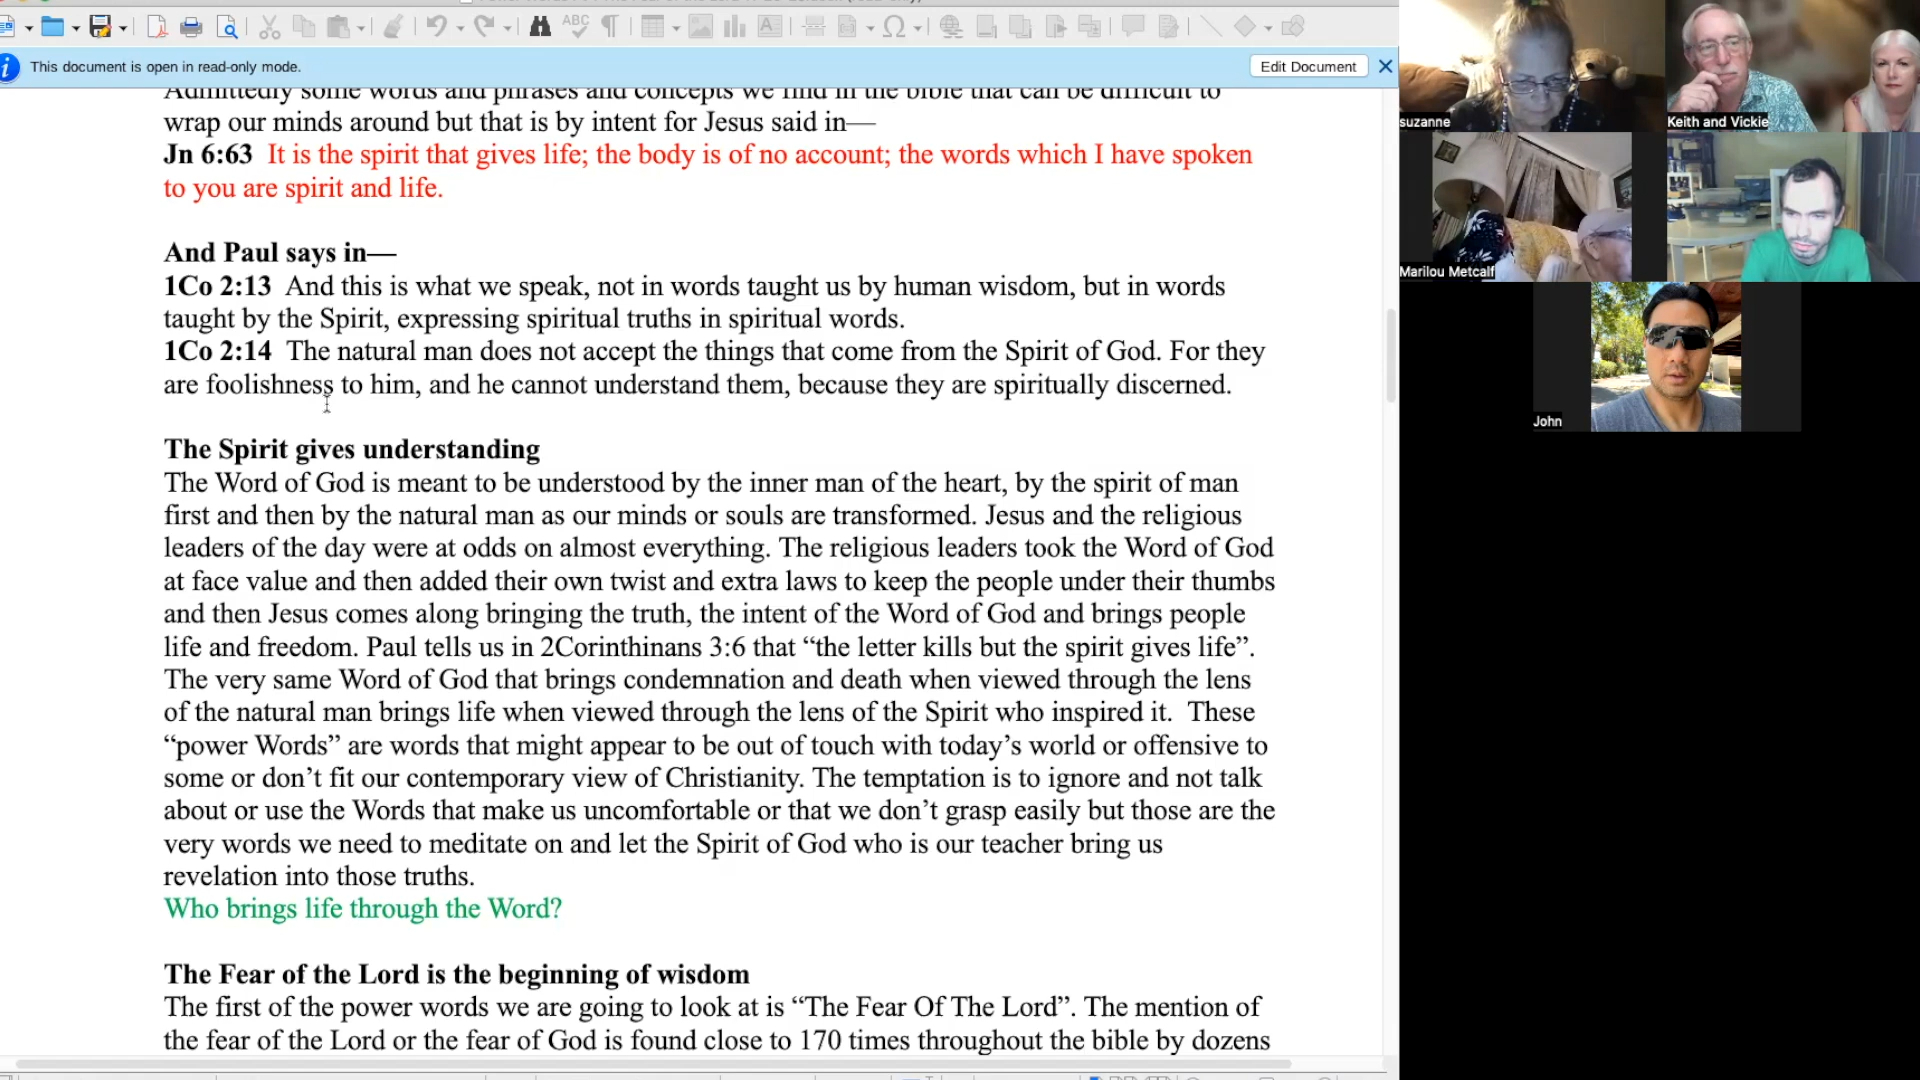 This document is open in read-only mode.
Edit Document
Admittedly some words and phrases and concepts we find in the bible that can be difficult to
wrap our minds around but that is by intent for Jesus said in—
Jn 6:63  It is the spirit that gives life; the body is of no account; the words which I have spoken
to you are spirit and life.
And Paul says in—
1Co 2:13  And this is what we speak, not in words taught us by human wisdom, but in words
taught by the Spirit, expressing spiritual truths in spiritual words.
1Co 2:14  The natural man does not accept the things that come from the Spirit of God. For they
are foolishness to him, and he cannot understand them, because they are spiritually discerned.
The Spirit gives understanding
The Word of God is meant to be understood by the inner man of the heart, by the spirit of man
first and then by the natural man as our minds or souls are transformed. Jesus and the religious
leaders of the day were at odds on almost everything. The religious leaders took the Word of God
at face value and then added their own twist and extra laws to keep the people under their thumbs
and then Jesus comes along bringing the truth, the intent of the Word of God and brings people
life and freedom. Paul tells us in 2Corinthinans 3:6 that “the letter kills but the spirit gives life”.
The very same Word of God that brings condemnation and death when viewed through the lens
of the natural man brings life when viewed through the lens of the Spirit who inspired it.  These
“power Words” are words that might appear to be out of touch with today’s world or offensive to
some or don’t fit our contemporary view of Christianity. The temptation is to ignore and not talk
about or use the Words that make us uncomfortable or that we don’t grasp easily but those are the
very words we need to meditate on and let the Spirit of God who is our teacher bring us
revelation into those truths.
Who brings life through the Word?
The Fear of the Lord is the beginning of wisdom
The first of the power words we are going to look at is “The Fear Of The Lord”. The mention of
the fear of the Lord or the fear of God is found close to 170 times throughout the bible by dozens
suzanne
Keith and Vickie
Marilou Metcalf
John